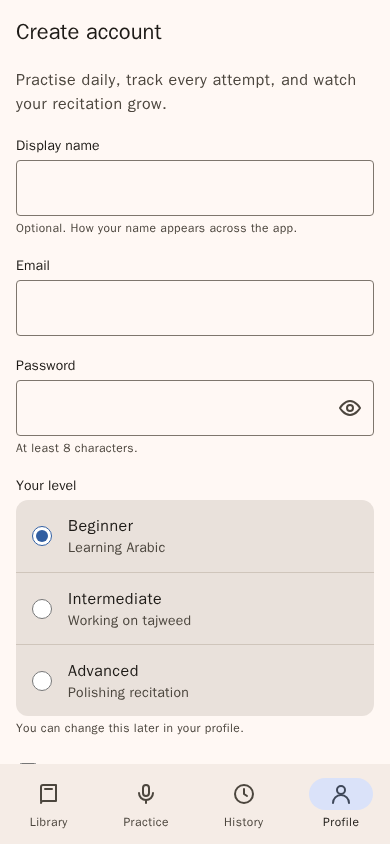 Create account
Practise daily, track every attempt, and watch
your recitation grow.
Display name
Optional. How your name appears across the app.
Email
Password
At least 8 characters.
Your level
Beginner
Learning Arabic
Intermediate
Working on tajweed
Advanced
Polishing recitation
You can change this later in your profile.
Library
Practice
History
Profile